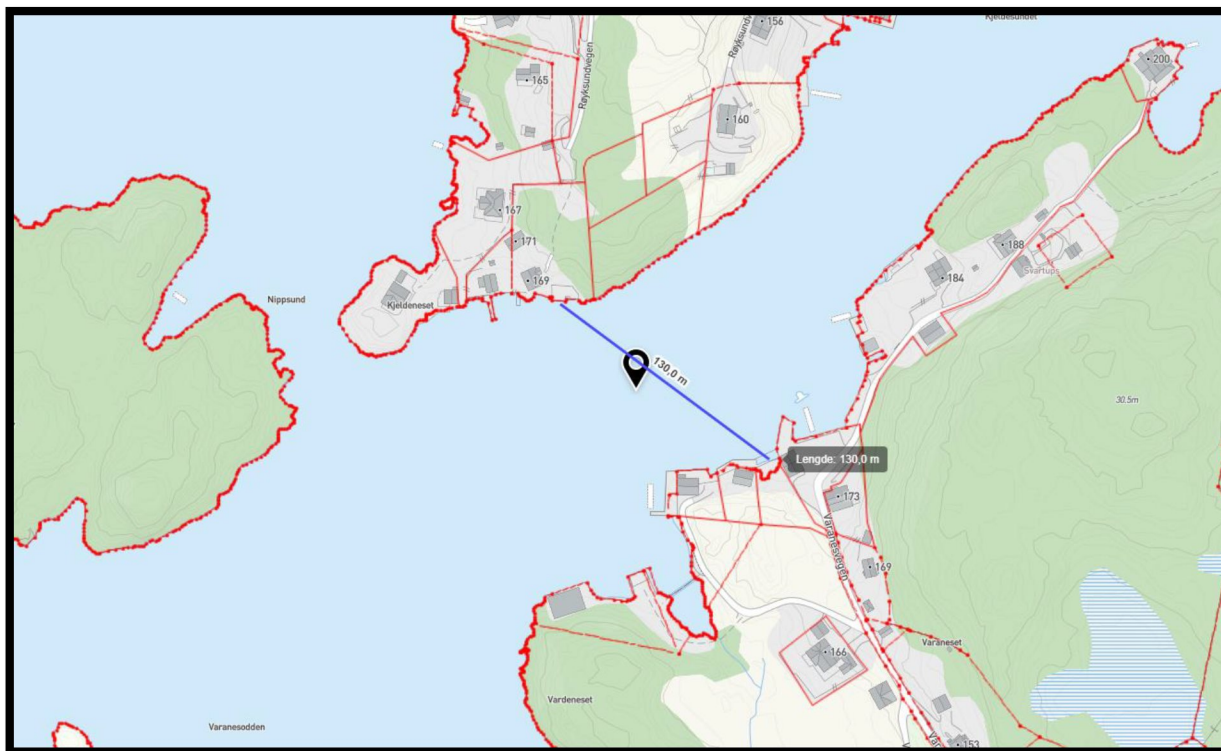 Kjeldesundet
156
Røyksundv
200
165
Røyksundvegen
160
167
171
188
Svartups
184
169
Kjeldeneset
Nippsund
130,0 m
30.5m
Lengde: 130,0 m
173
Varanesvegen
169
Varaneset
166
Vardeneset
Varanesodden
153